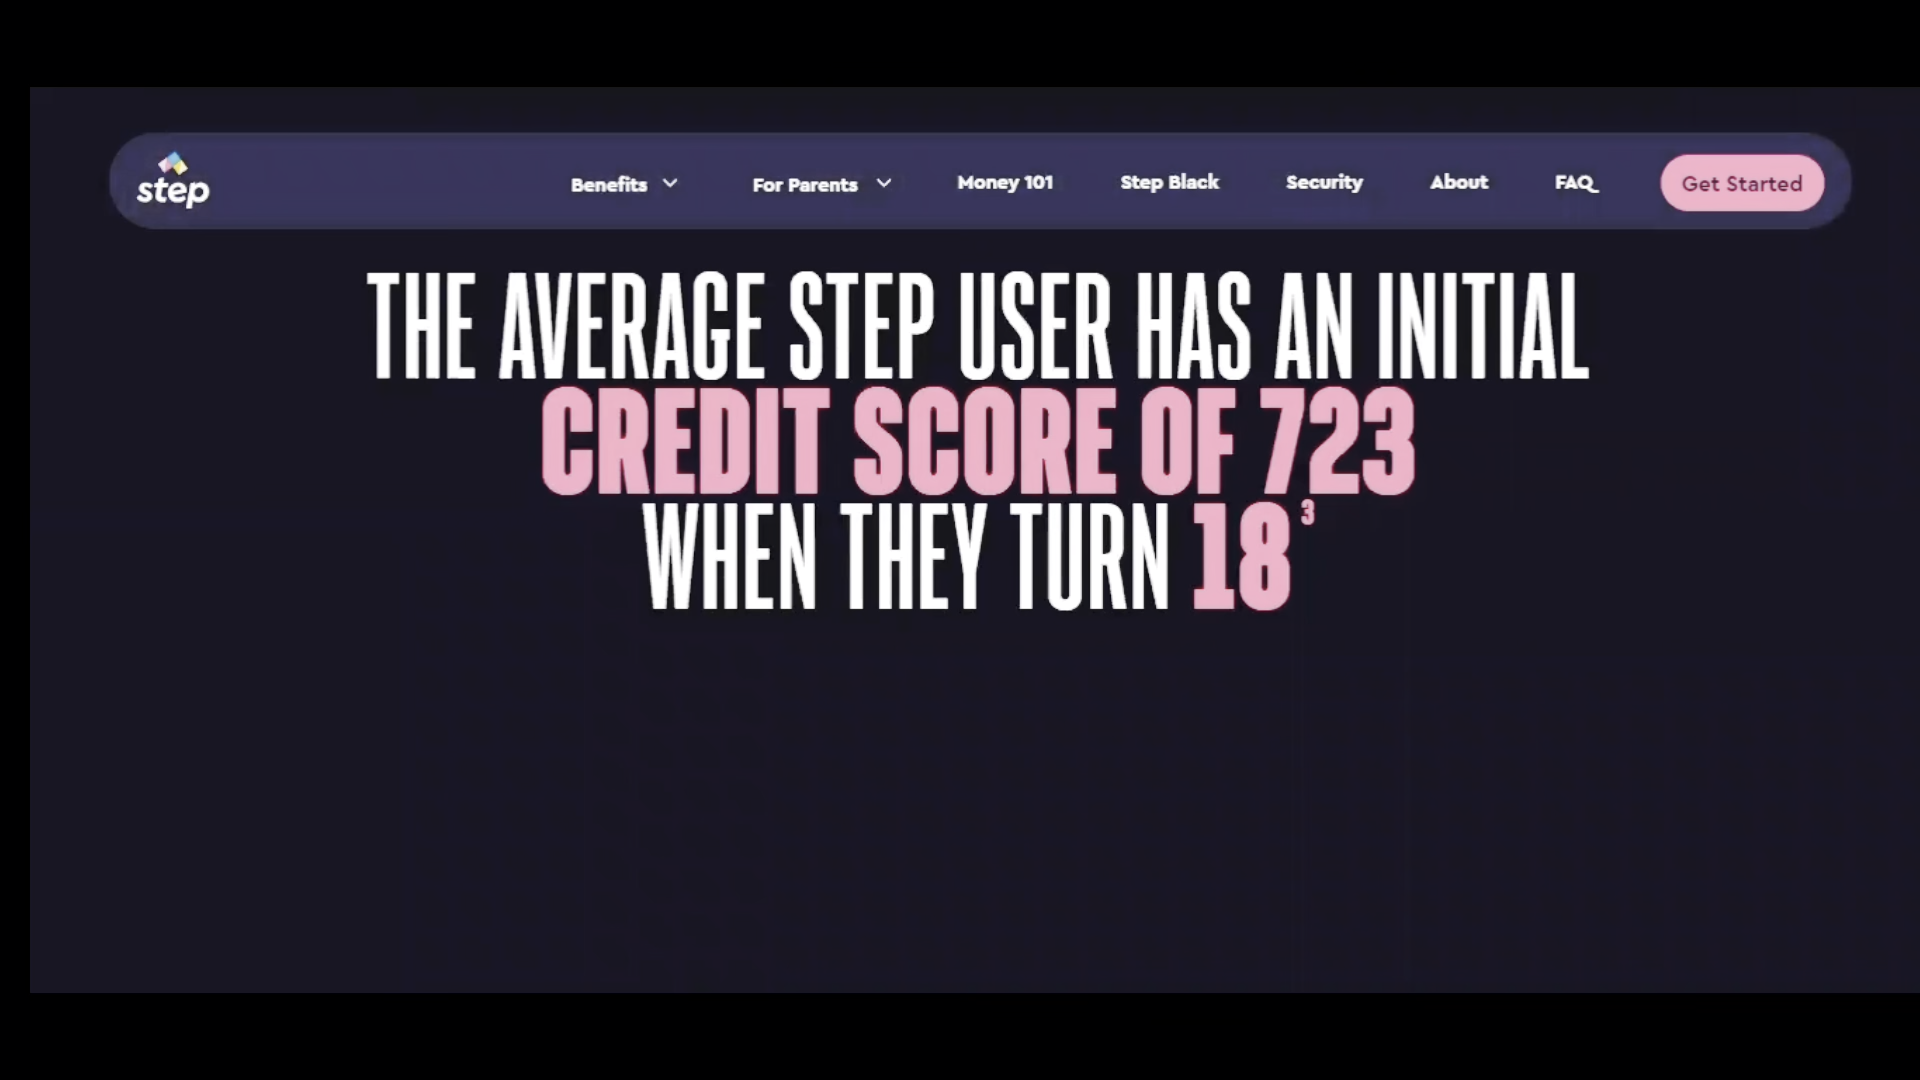 step
Benefits
For Parents
Money 101
Step Black
Security
About
FAQ
Get Started
THE AVERAGE STEP USER HAS AN INITIAL
CREDIT SCORE OF 723
WHEN THEY TURN 18³